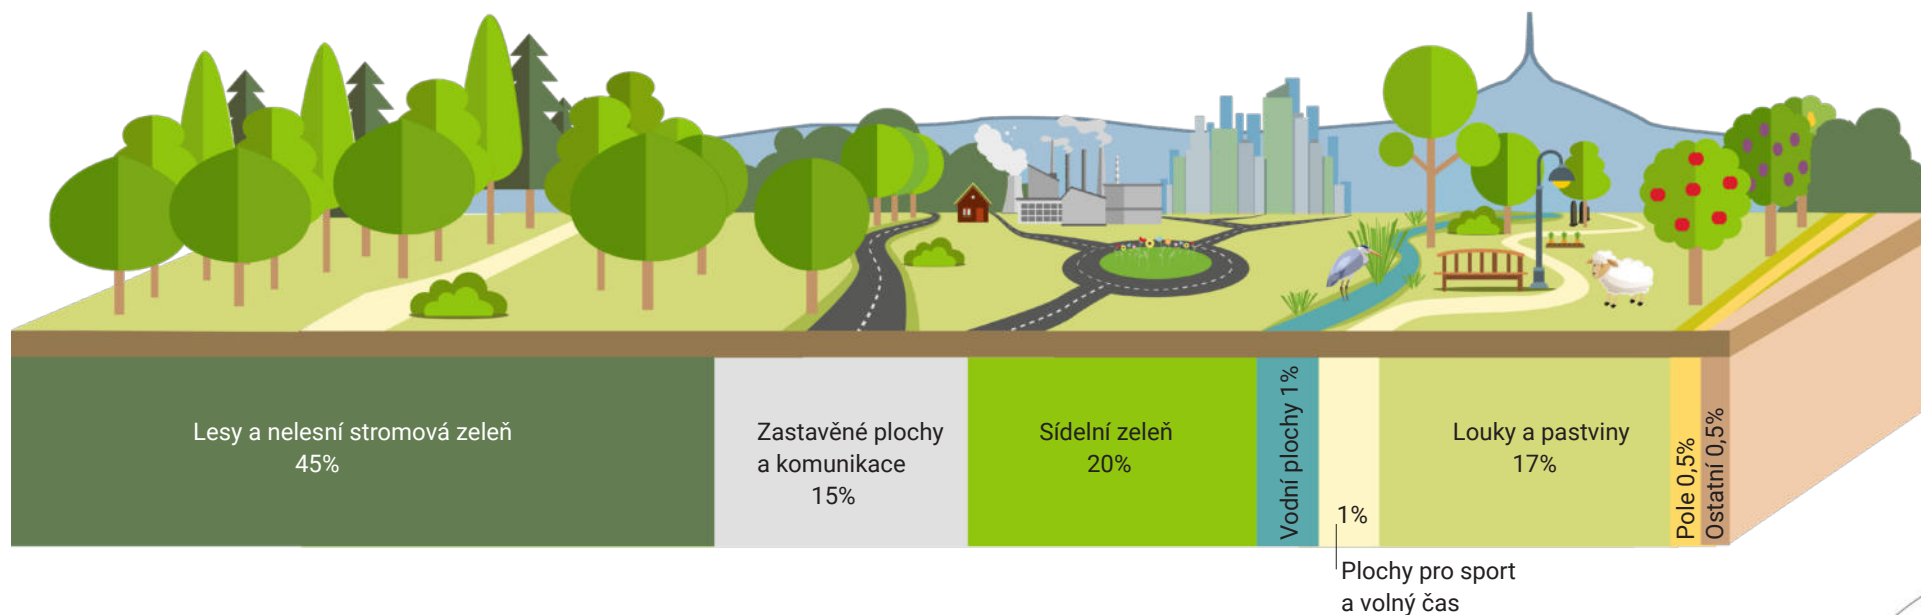 Lesy a nelesní stromová zeleň
45%
Zastavěné plochy
a komunikace
15%
Sídelní zeleň
20%
Vodní plochy 1%
1%
Plochy pro sport
a volný čas
Louky a pastviny
17%
Pole 0,5%
Ostatní 0,5%